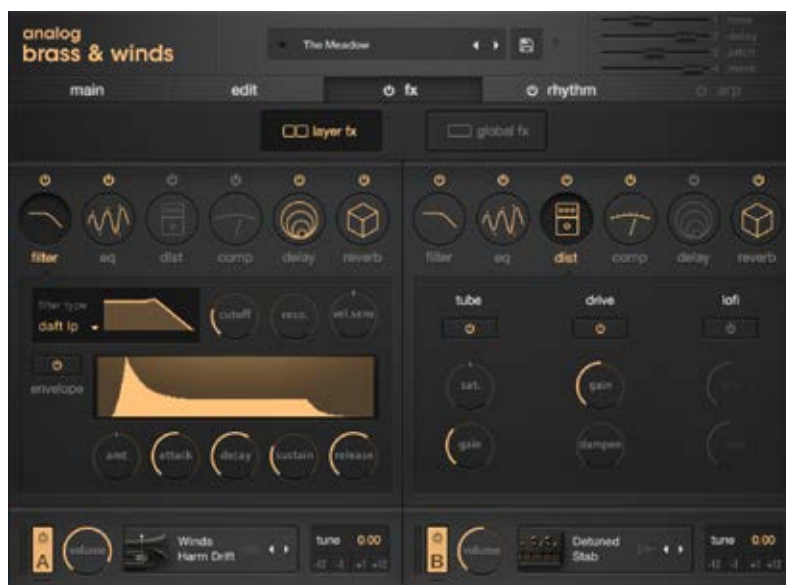 analog
brass & winds
The Meadow
delay
pitch
main edit fx rhythm arp
layer fx global fx
filter eq dist comp delay reverb
filter eq dist comp delay reverb
filter type
daft lp
cutoff reso. vel.sens
envelope
amt attack decay sustain release
tube drive lofi
sat. gain
gain dampen
A volume
Winds
Harm Drift
tune 0.00
-12 -1 +1 +12
B volume
Detuned
Stab
tune 0.00
-12 -1 +1 +12